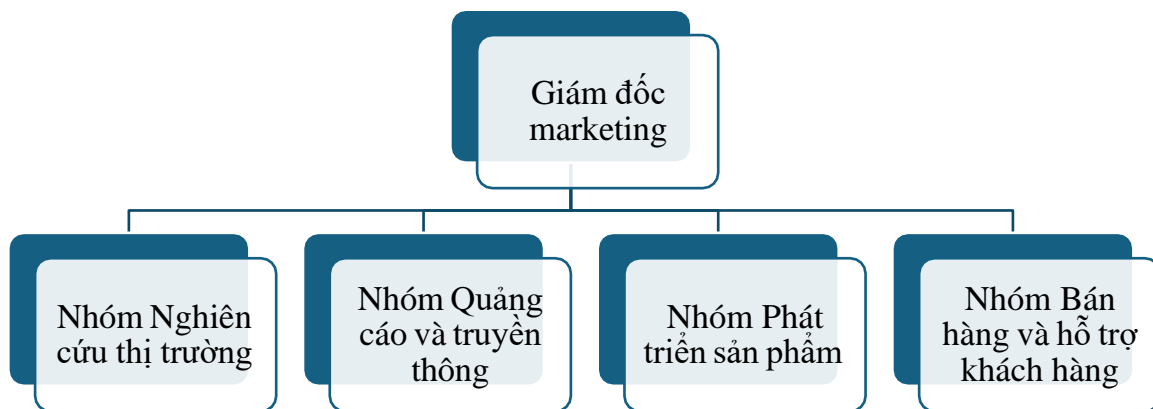 Giám đốc
marketing
Nhóm Nghiên
cứu thị trường
Nhóm Quảng
cáo và truyền
thông
Nhóm Phát
triển sản phẩm
Nhóm Bán
hàng và hỗ trợ
khách hàng